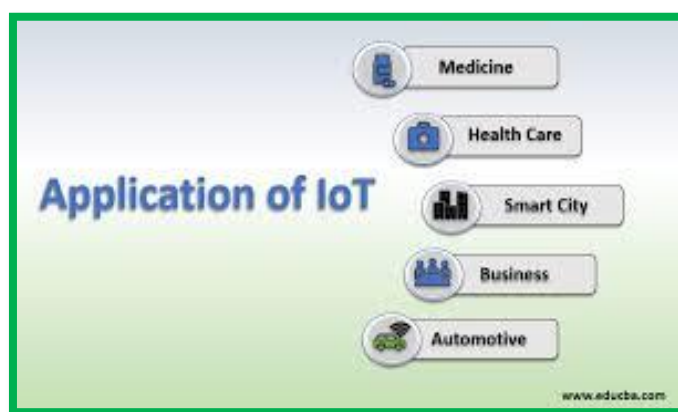 Medicine
Health Care
Application of IoT
Smart City
Business
Automotive
www.educba.com